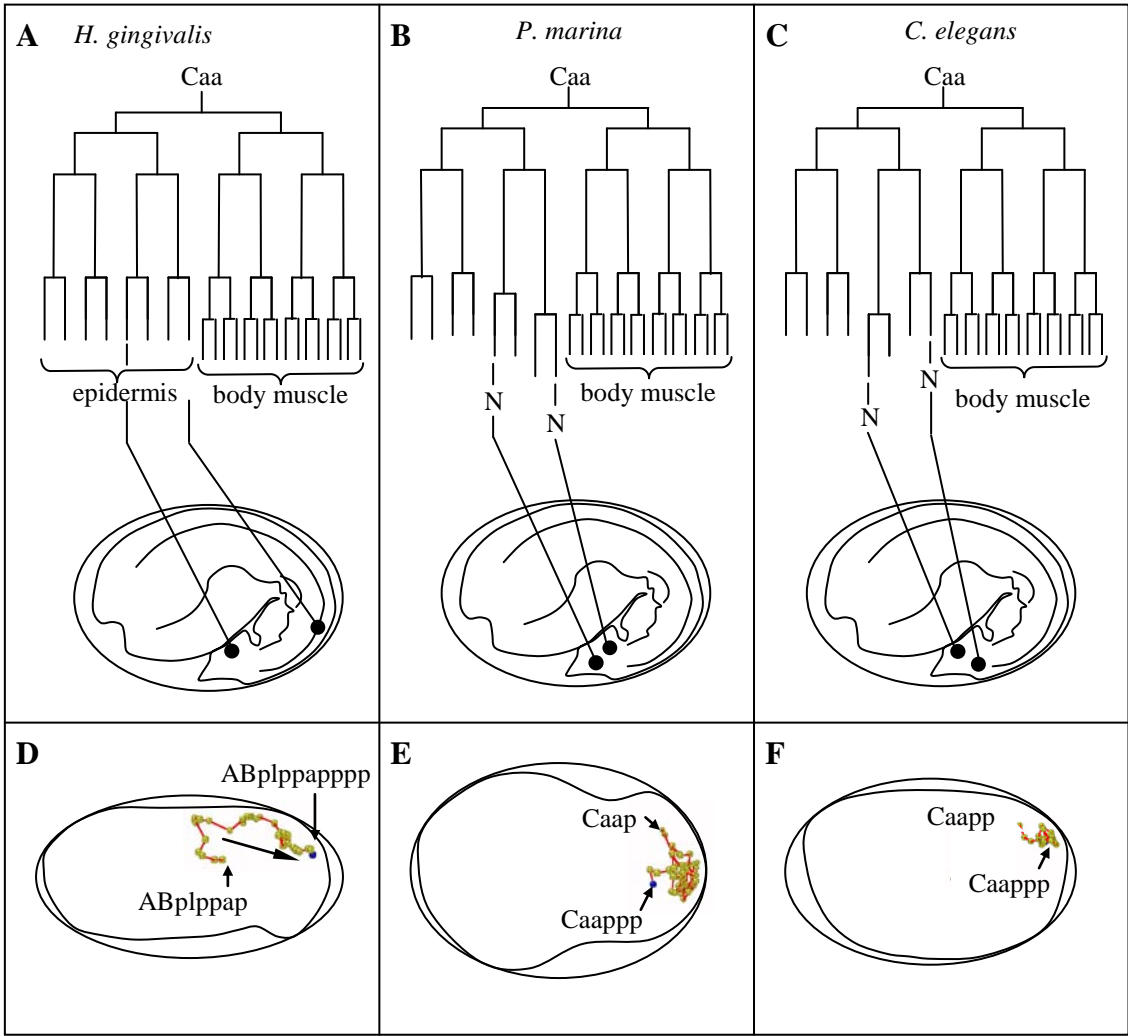 A H. gingivalis
Caa
epidermis body muscle
B P. marina
Caa
body muscle
N
N
C C. elegans
Caa
N
body muscle
N
D
ABplppapppp
ABplppap
E
Caap
Caappp
F
Caapp
Caappp